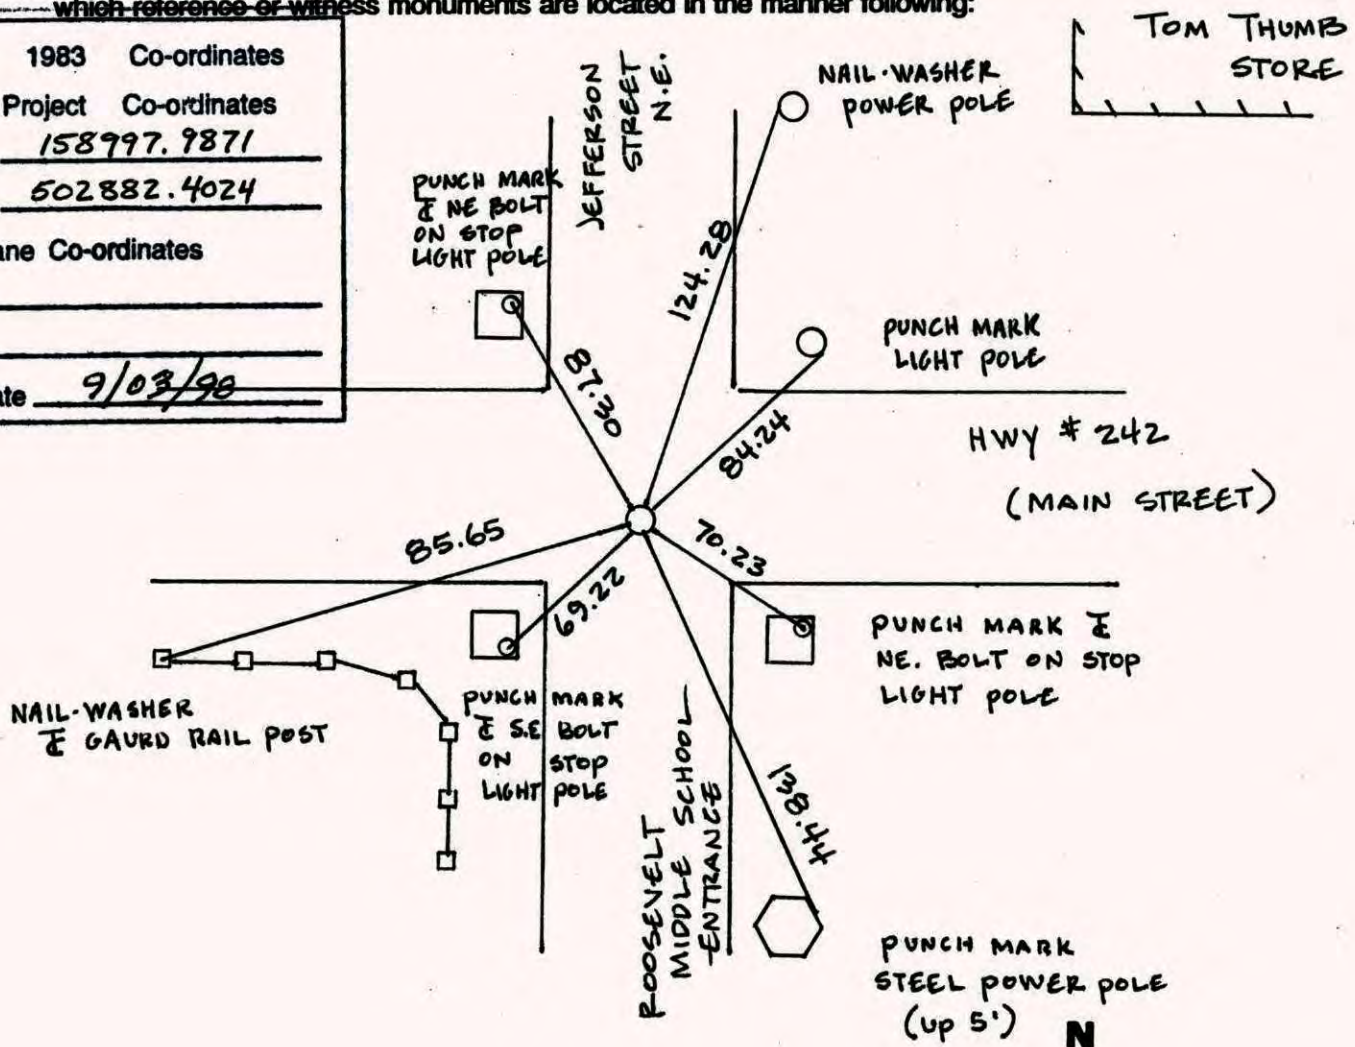 which reference or witness monuments are located in the manner following:
1983 Co-ordinates
Project Co-ordinates
158997.9871
502882.4024
ane Co-ordinates
ate 9/03/98
JEFFERSON
STREET
N.E.
NAIL-WASHER
POWER POLE
TOM THUMB
STORE
PUNCH MARK
℄ NE BOLT
ON STOP
LIGHT POLE
124.28
87.30
PUNCH MARK
LIGHT POLE
84.24
HWY # 242
(MAIN STREET)
85.65
70.23
69.22
NAIL-WASHER
℄ GAURD RAIL POST
PUNCH MARK
℄ S.E BOLT
ON STOP
LIGHT POLE
PUNCH MARK ℄
NE. BOLT ON STOP
LIGHT POLE
ROOSEVELT
MIDDLE SCHOOL
ENTRANCE
138.44
PUNCH MARK
STEEL POWER POLE
(UP 5')
N